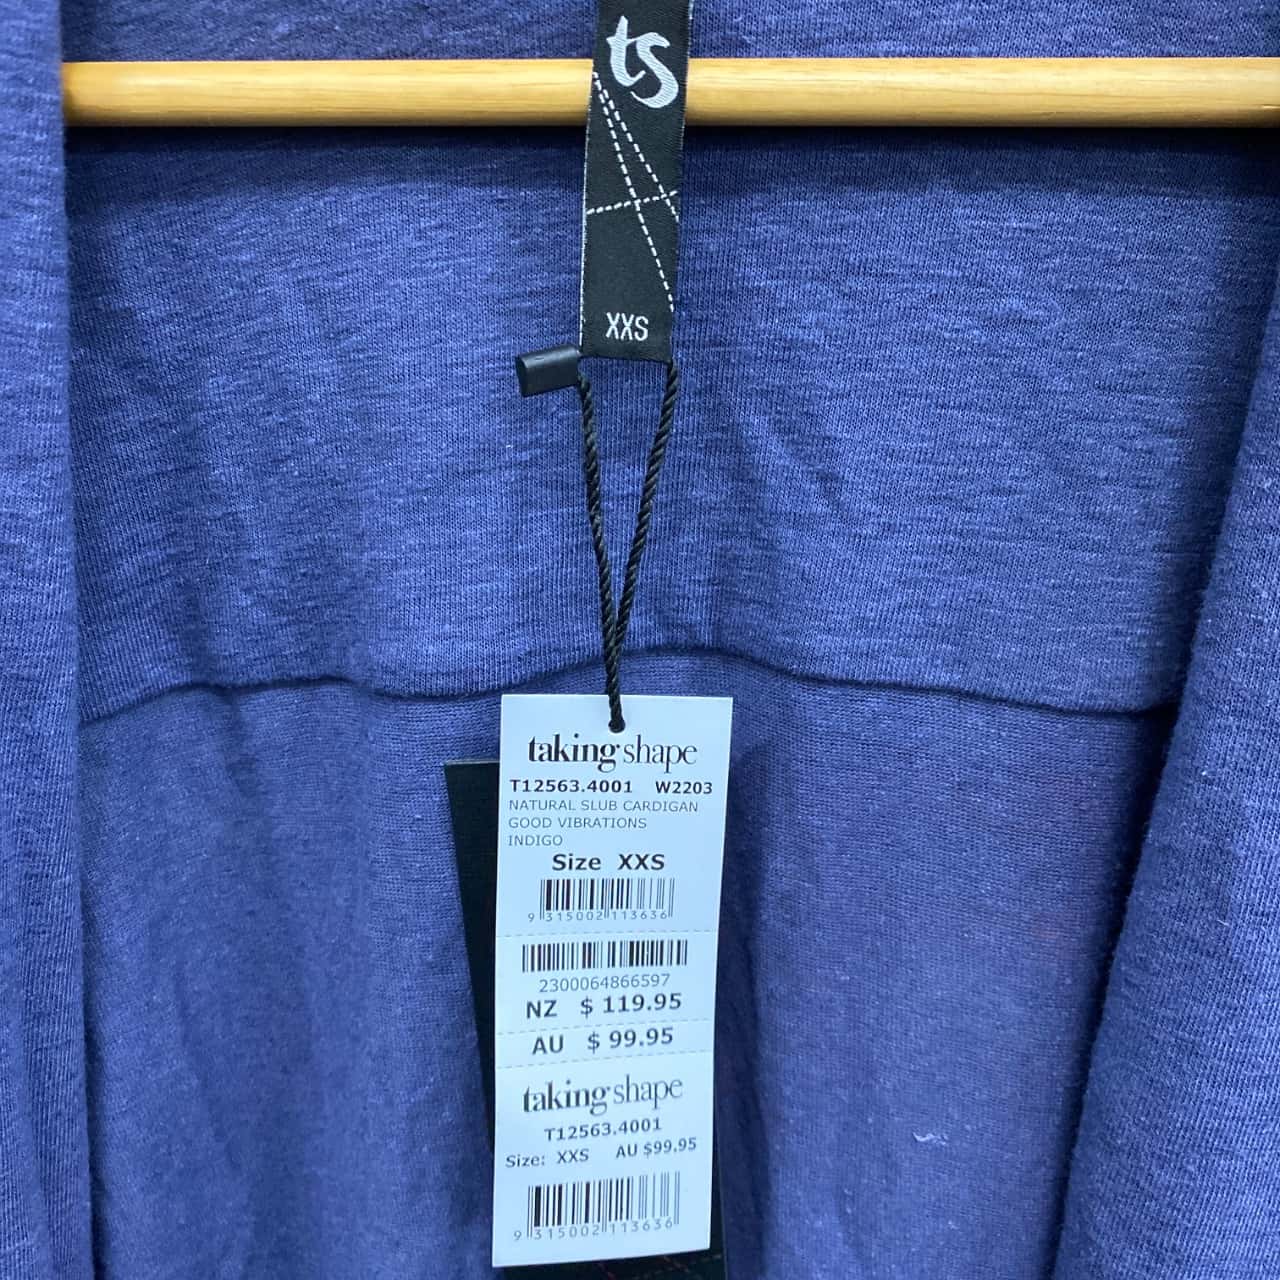 ts
XXS
taking shape
T12563.4001 W2203
NATURAL SLUB CARDIGAN
GOOD VIBRATIONS
INDIGO
Size XXS
9 315002 113636
2300064866597
NZ $ 119.95
AU $ 99.95
taking shape
T12563.4001
Size: XXS AU $99.95
9 315002 113636